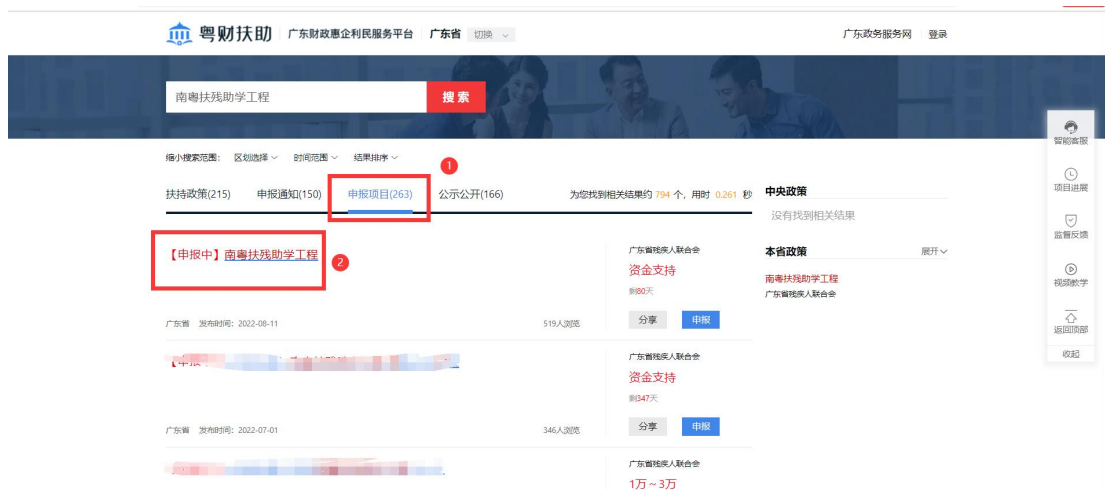 粤财扶助 广东财政惠企利民服务平台 广东省 切换 广东政务服务网 登录
南粤扶残助学工程 搜索
智能客服
缩小搜索范围： 区划选择 时间范围 结果排序
1
扶持政策(215) 申报通知(150) 申报项目(263) 公示公开(166) 为您找到相关结果约 794 个，用时 0.261 秒 中央政策
项目进展
没有找到相关结果
监督反馈
【申报中】南粤扶残助学工程 2 广东省残疾人联合会 本省政策 展开
资金支持 南粤扶残助学工程
视频教学
剩80天 广东省残疾人联合会
广东省 发布时间：2022-08-11 519人浏览 分享 申报
返回顶部
收起
广东省残疾人联合会
资金支持
剩347天
广东省 发布时间：2022-07-01 346人浏览 分享 申报
广东省残疾人联合会
1万～3万